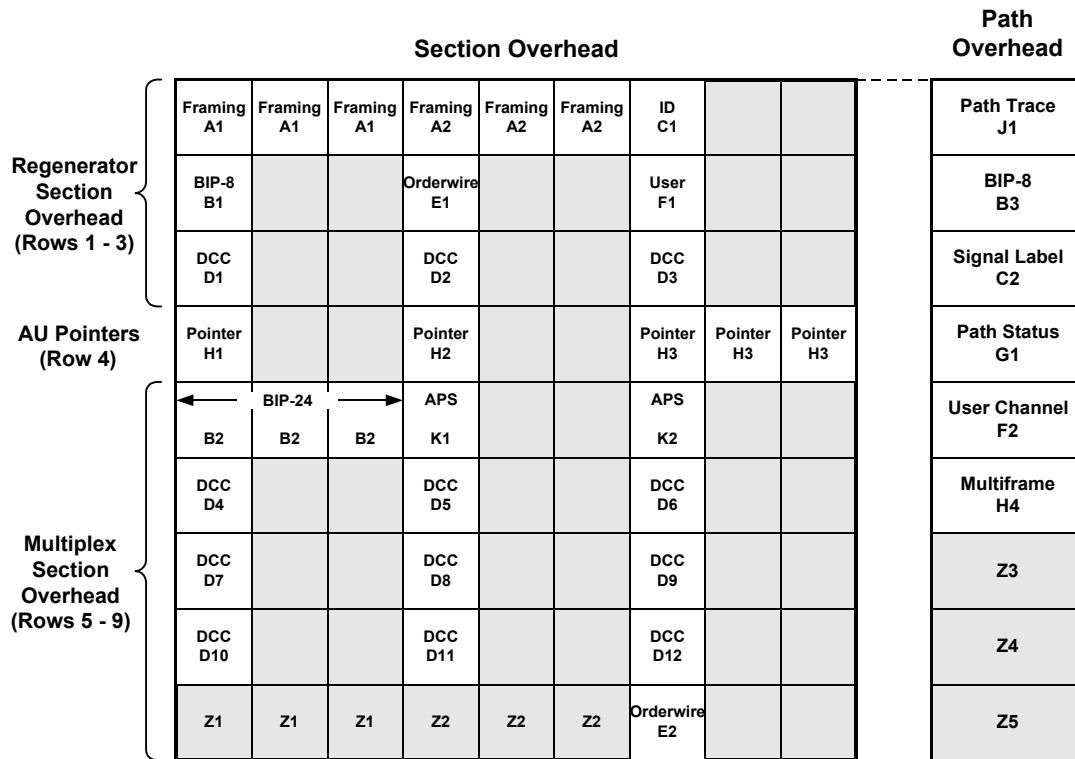 Section Overhead
Path
Overhead
Regenerator
Section
Overhead
(Rows 1 - 3)
Framing A1 Framing A1 Framing A1 Framing A2 Framing A2 Framing A2 ID C1
Path Trace J1
BIP-8 B1 Orderwire E1 User F1
BIP-8 B3
DCC D1 DCC D2 DCC D3
Signal Label C2
AU Pointers
(Row 4)
Pointer H1 Pointer H2 Pointer H3 Pointer H3 Pointer H3
Path Status G1
Multiplex
Section
Overhead
(Rows 5 - 9)
BIP-24 APS APS
B2 B2 B2 K1 K2
User Channel F2
DCC D4 DCC D5 DCC D6
Multiframe H4
DCC D7 DCC D8 DCC D9
Z3
DCC D10 DCC D11 DCC D12
Z4
Z1 Z1 Z1 Z2 Z2 Z2 Orderwire E2
Z5